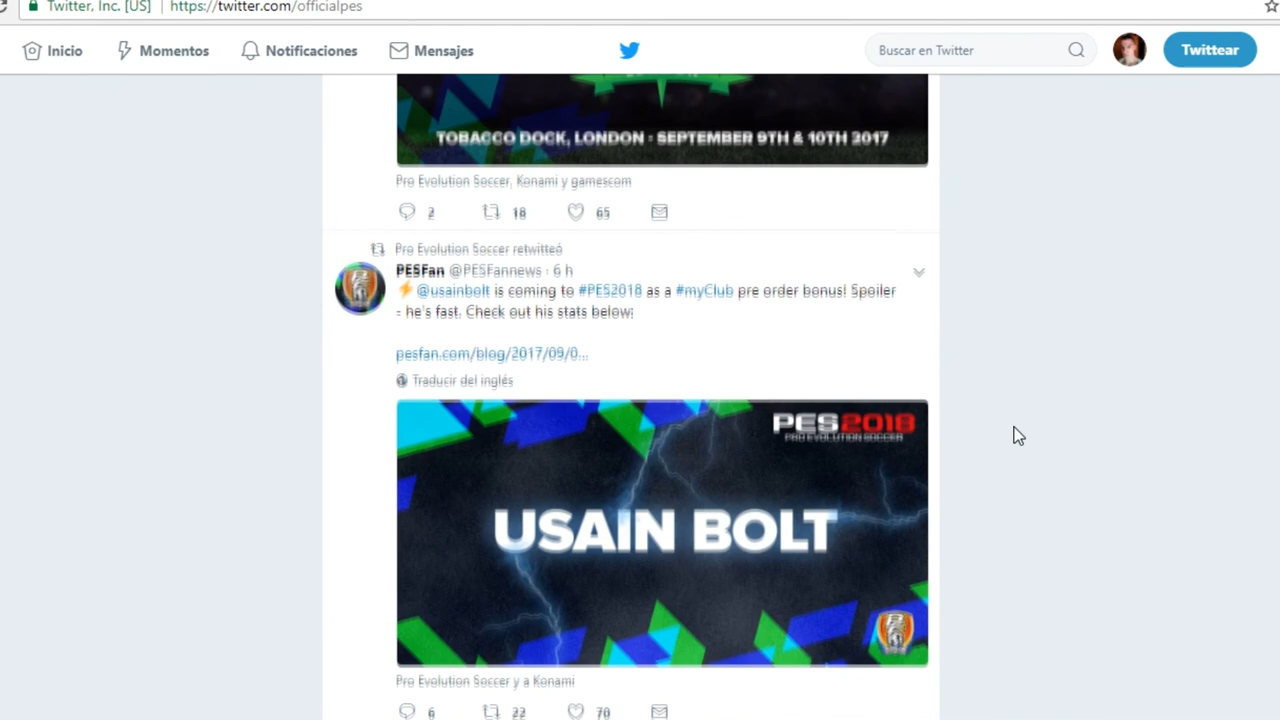 Twitter, Inc. [US] | https://twitter.com/officialpes
Inicio Momentos Notificaciones Mensajes Buscar en Twitter Twittear
TOBACCO DOCK, LONDON - SEPTEMBER 9TH & 10TH 2017
Pro Evolution Soccer, Konami y gamescom
2 18 65
Pro Evolution Soccer retwitteó
PESFan @PESFannews · 6 h
⚡@usainbolt is coming to #PES2018 as a #myClub pre order bonus! Spoiler
- he's fast. Check out his stats below:
pesfan.com/blog/2017/09/0...
Traducir del inglés
PES2018
PRO EVOLUTION SOCCER
USAIN BOLT
Pro Evolution Soccer y a Konami
6 22 70